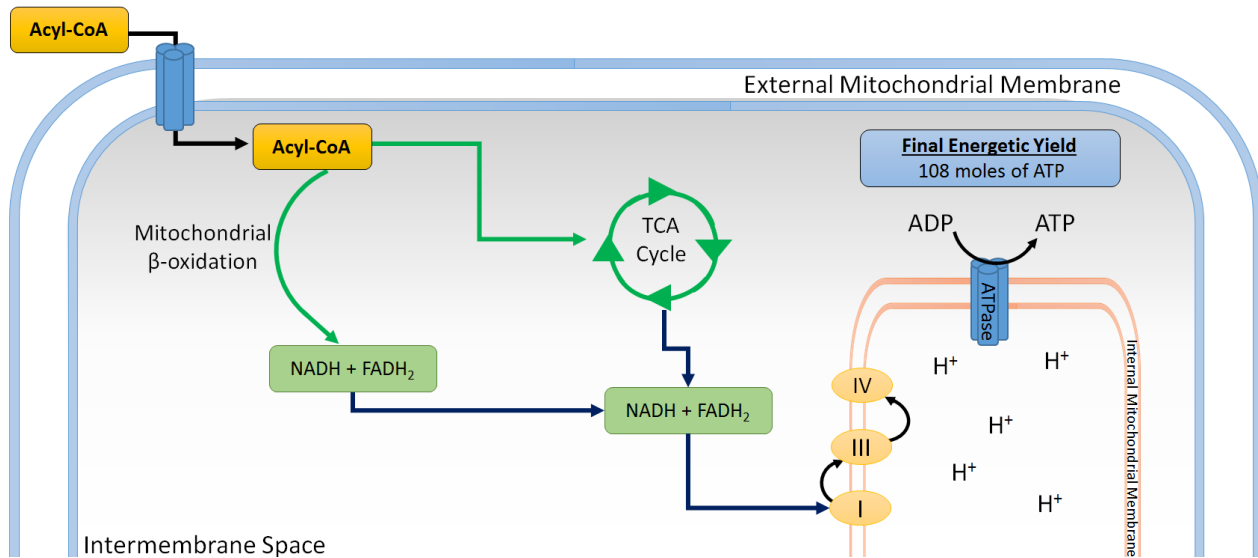 Acyl-CoA
External Mitochondrial Membrane
Acyl-CoA
Final Energetic Yield
108 moles of ATP
Mitochondrial
β-oxidation
TCA
Cycle
ADP
ATP
ATPase
Internal Mitochondrial Membrane
NADH + FADH₂
NADH + FADH₂
H⁺
H⁺
IV
H⁺
III
H⁺
I
H⁺
Intermembrane Space